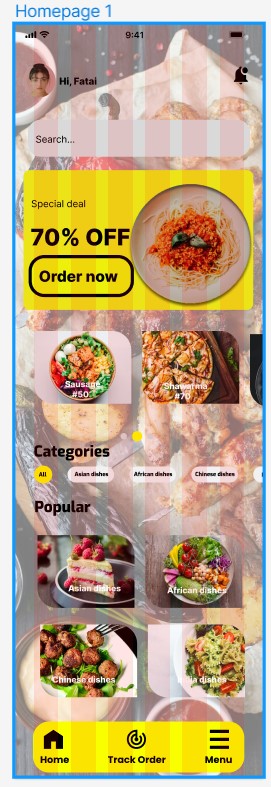 Homepage 1
9:41
Hi, Fatai
Search...
Special deal
70% OFF
Order now
Sausage
#50
Shawarma
#70
Categories
All
Asian dishes
African dishes
Chinese dishes
Popular
Asian dishes
African dishes
Chinese dishes
dishes
Home
Track Order
Menu